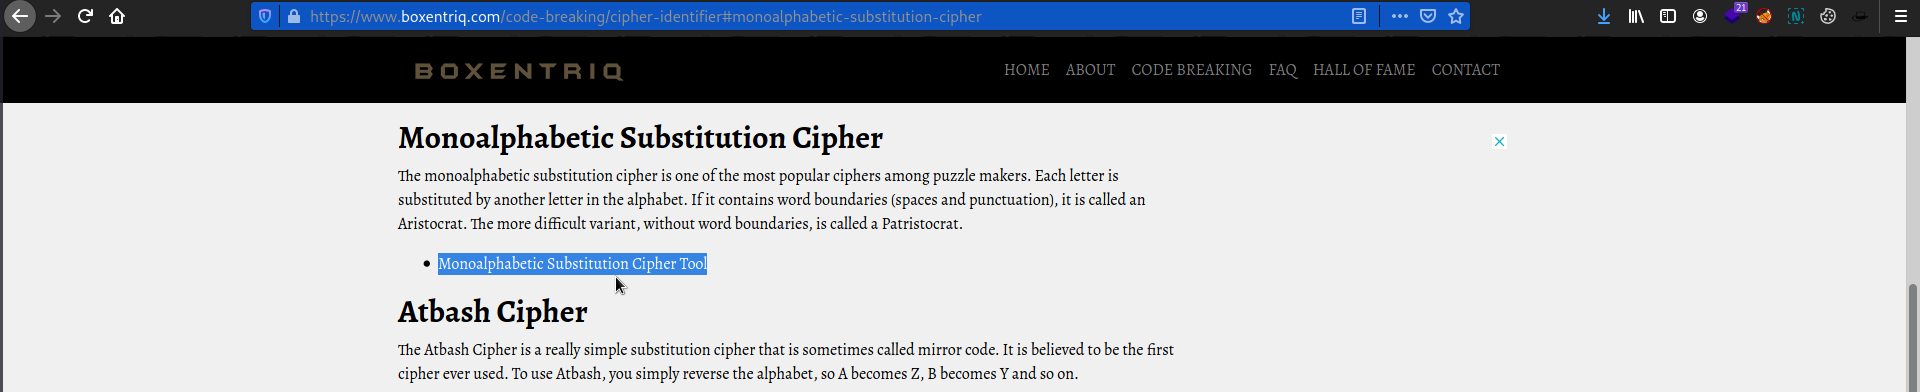 https://www.boxentriq.com/code-breaking/cipher-identifier#monoalphabetic-substitution-cipher
21
BOXENTRIQ
HOME ABOUT CODE BREAKING FAQ HALL OF FAME CONTACT
Monoalphabetic Substitution Cipher
The monoalphabetic substitution cipher is one of the most popular ciphers among puzzle makers. Each letter is
substituted by another letter in the alphabet. If it contains word boundaries (spaces and punctuation), it is called an
Aristocrat. The more difficult variant, without word boundaries, is called a Patristocrat.
• Monoalphabetic Substitution Cipher Tool
Atbash Cipher
The Atbash Cipher is a really simple substitution cipher that is sometimes called mirror code. It is believed to be the first
cipher ever used. To use Atbash, you simply reverse the alphabet, so A becomes Z, B becomes Y and so on.